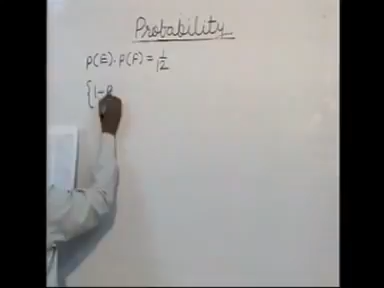 Probability
P(E). P(F) = 1/12
{1-P